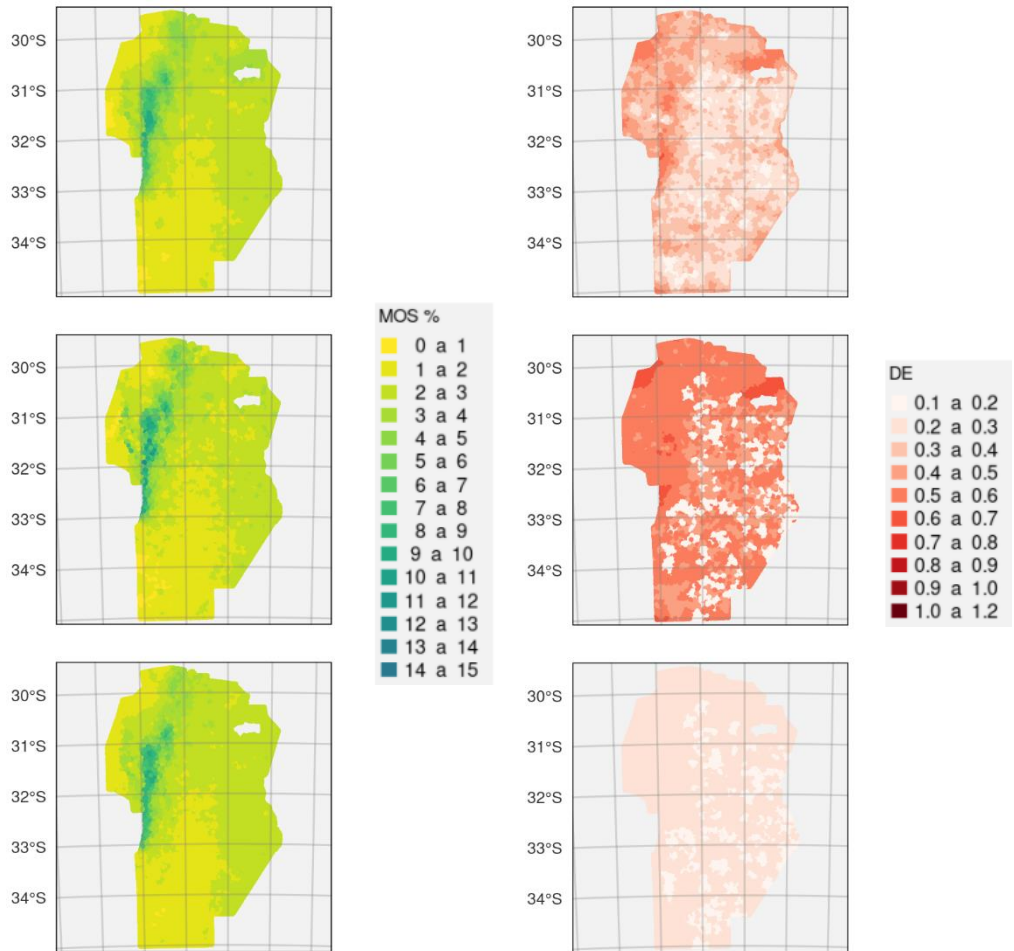 30°S
31°S
32°S
33°S
34°S
30°S
31°S
32°S
33°S
34°S
MOS %
0 a 1
1 a 2
2 a 3
3 a 4
4 a 5
5 a 6
6 a 7
7 a 8
8 a 9
9 a 10
10 a 11
11 a 12
12 a 13
13 a 14
14 a 15
30°S
31°S
32°S
33°S
34°S
30°S
31°S
32°S
33°S
34°S
DE
0.1 a 0.2
0.2 a 0.3
0.3 a 0.4
0.4 a 0.5
0.5 a 0.6
0.6 a 0.7
0.7 a 0.8
0.8 a 0.9
0.9 a 1.0
1.0 a 1.2
30°S
31°S
32°S
33°S
34°S
30°S
31°S
32°S
33°S
34°S